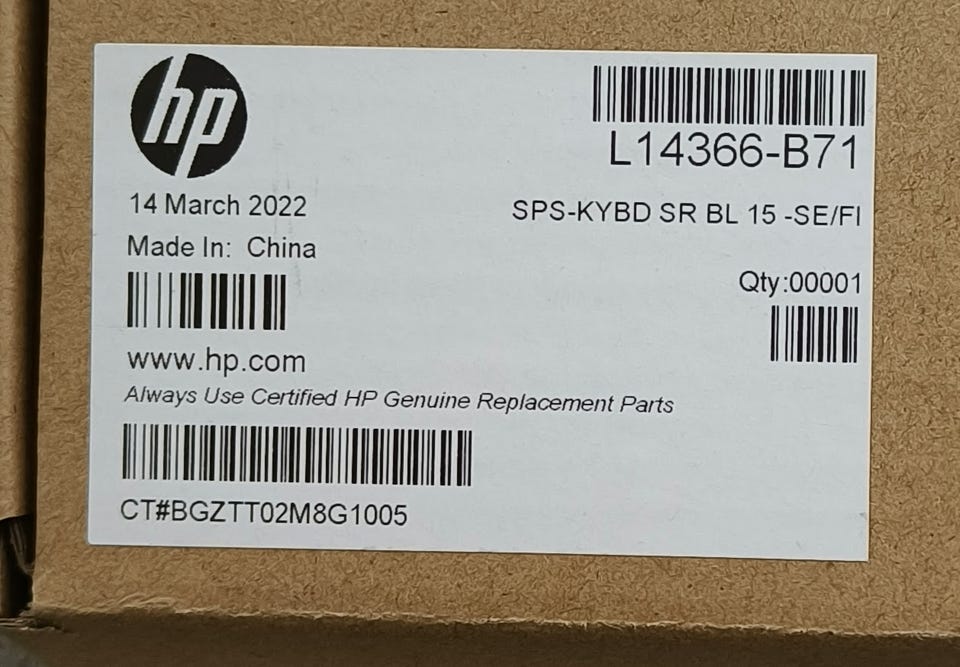 hp
L14366-B71
14 March 2022
SPS-KYBD SR BL 15 -SE/FI
Made In: China
Qty:00001
www.hp.com
Always Use Certified HP Genuine Replacement Parts
CT#BGZTT02M8G1005